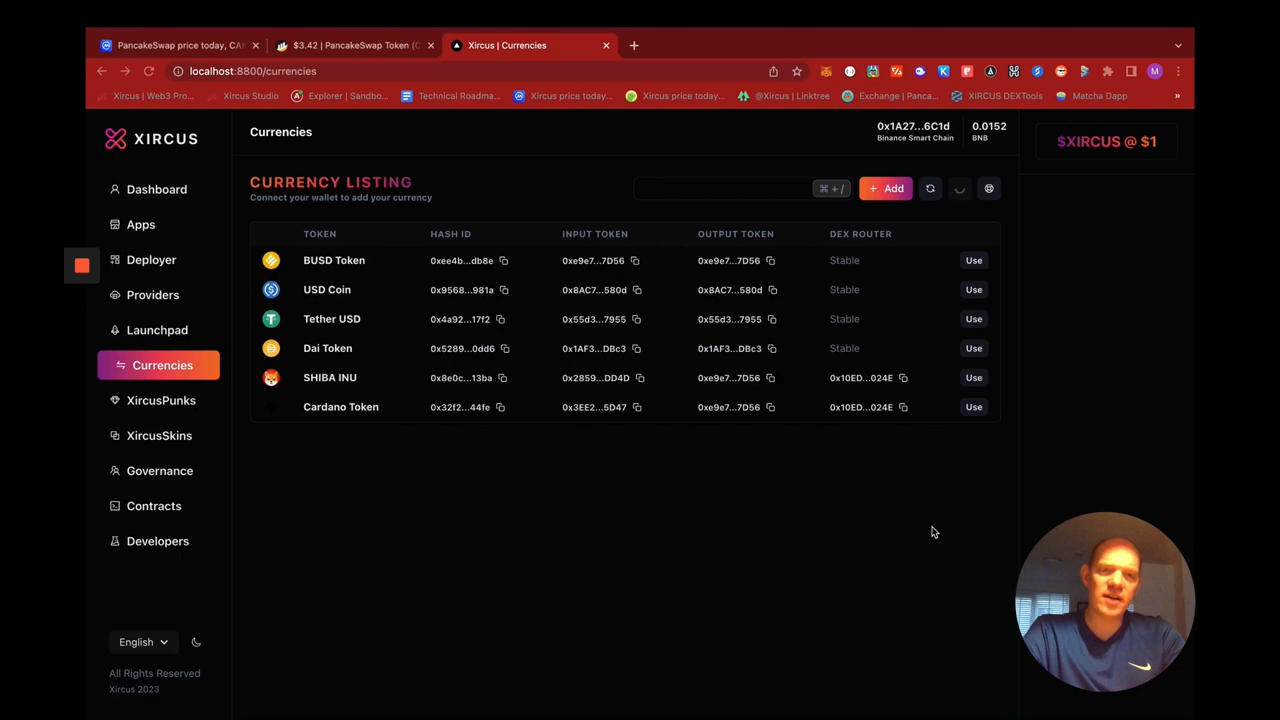 PancakeSwap price today, CAK
$3.42 | PancakeSwap Token (C
Xircus | Currencies
localhost:8800/currencies
M
Xircus | Web3 Pro...
Xircus Studio
Explorer | Sandbo...
Technical Roadma...
Xircus price today...
Xircus price today...
@Xircus | Linktree
Exchange | Panca...
XIRCUS DEXTools
Matcha Dapp
»
XIRCUS
Dashboard
Apps
Deployer
Providers
Launchpad
Currencies
XircusPunks
XircusSkins
Governance
Contracts
Developers
English
All Rights Reserved
Xircus 2023
Currencies
0x1A27...6C1d
Binance Smart Chain
0.0152
BNB
$XIRCUS @ $1
CURRENCY LISTING
Connect your wallet to add your currency
⌘ + /
+ Add
TOKEN HASH ID INPUT TOKEN OUTPUT TOKEN DEX ROUTER
BUSD Token 0xee4b...db8e 0xe9e7...7D56 0xe9e7...7D56 Stable Use
USD Coin 0x9568...981a 0x8AC7...580d 0x8AC7...580d Stable Use
Tether USD 0x4a92...17f2 0x55d3...7955 0x55d3...7955 Stable Use
Dai Token 0x5289...0dd6 0x1AF3...DBc3 0x1AF3...DBc3 Stable Use
SHIBA INU 0x8e0c...13ba 0x2859...DD4D 0xe9e7...7D56 0x10ED...024E Use
Cardano Token 0x32f2...44fe 0x3EE2...5D47 0xe9e7...7D56 0x10ED...024E Use